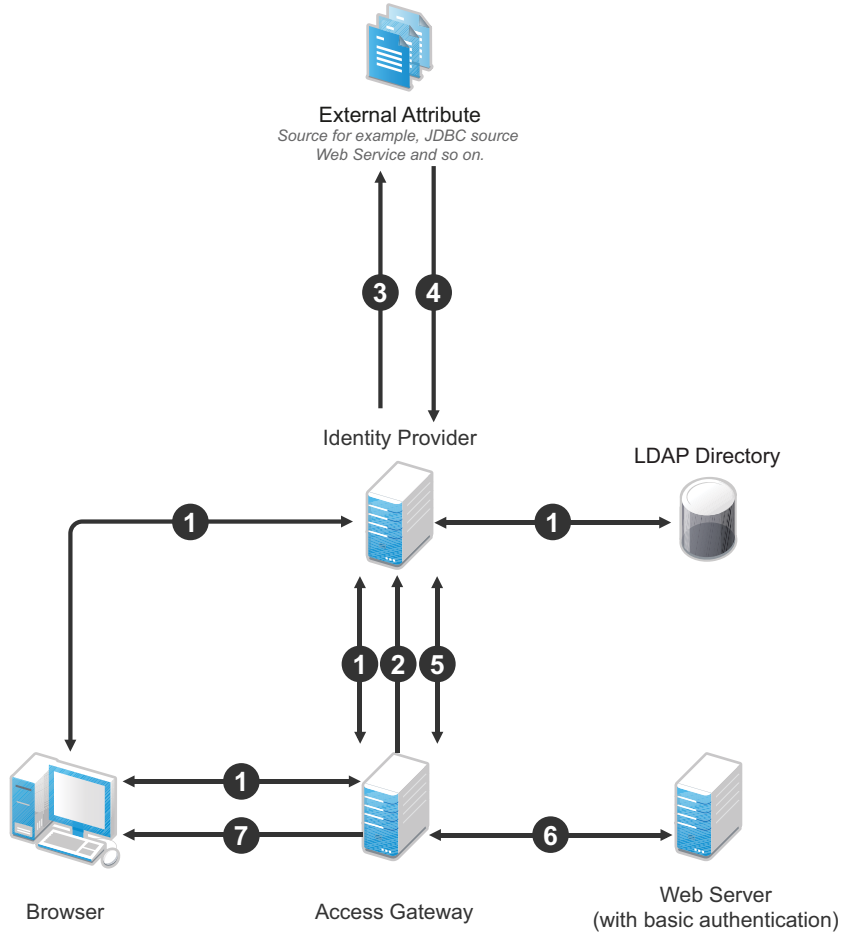 External Attribute
Source for example, JDBC source
Web Service and so on.
3
4
Identity Provider
LDAP Directory
1
1
1
2
5
1
7
6
Browser
Access Gateway
Web Server
(with basic authentication)